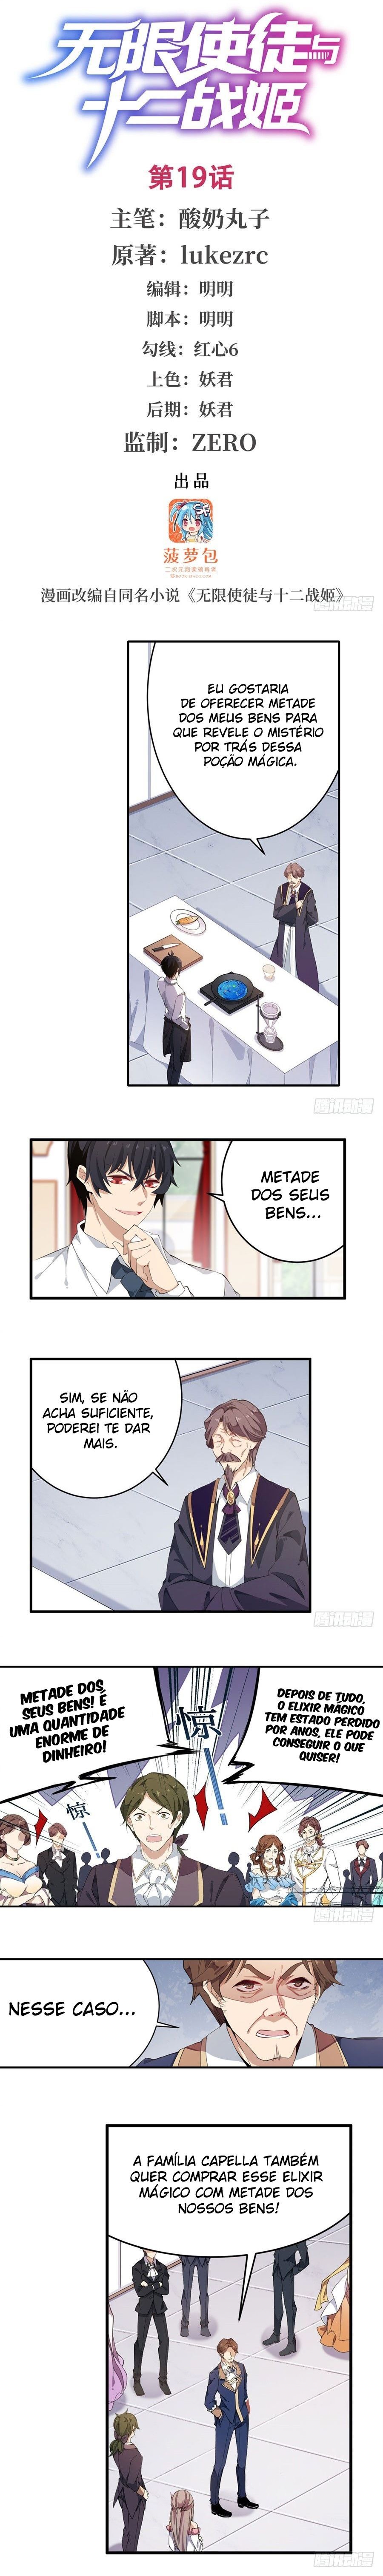 无限使徒与
十二战姬
第19话
主笔：酸奶丸子
原著：lukezrc
编辑：明明
脚本：明明
勾线：红心6
上色：妖君
后期：妖君
监制：ZERO
出品
SF
菠萝包
漫画改编自同名小说《无限使徒与十二战姬》
EU GOSTARIA
DE OFERECER METADE
DOS MEUS BENS PARA
QUE REVELE O MISTÉRIO
POR TRÁS DESSA
POÇÃO MÁGICA.
METADE
DOS SEUS
BENS...
SIM, SE NÃO
ACHA SUFICIENTE,
PODEREI TE DAR
MAIS.
METADE DOS
SEUS BENS! É
UMA QUANTIDADE
ENORME DE
DINHEIRO!
惊
DEPOIS DE TUDO,
O ELIXIR MÁGICO
TEM ESTADO PERDIDO
POR ANOS, ELE PODE
CONSEGUIR O QUE
QUISER!
惊
NESSE CASO...
A FAMÍLIA CAPELLA TAMBÉM
QUER COMPRAR ESSE ELIXIR
MÁGICO COM METADE DOS
NOSSOS BENS!